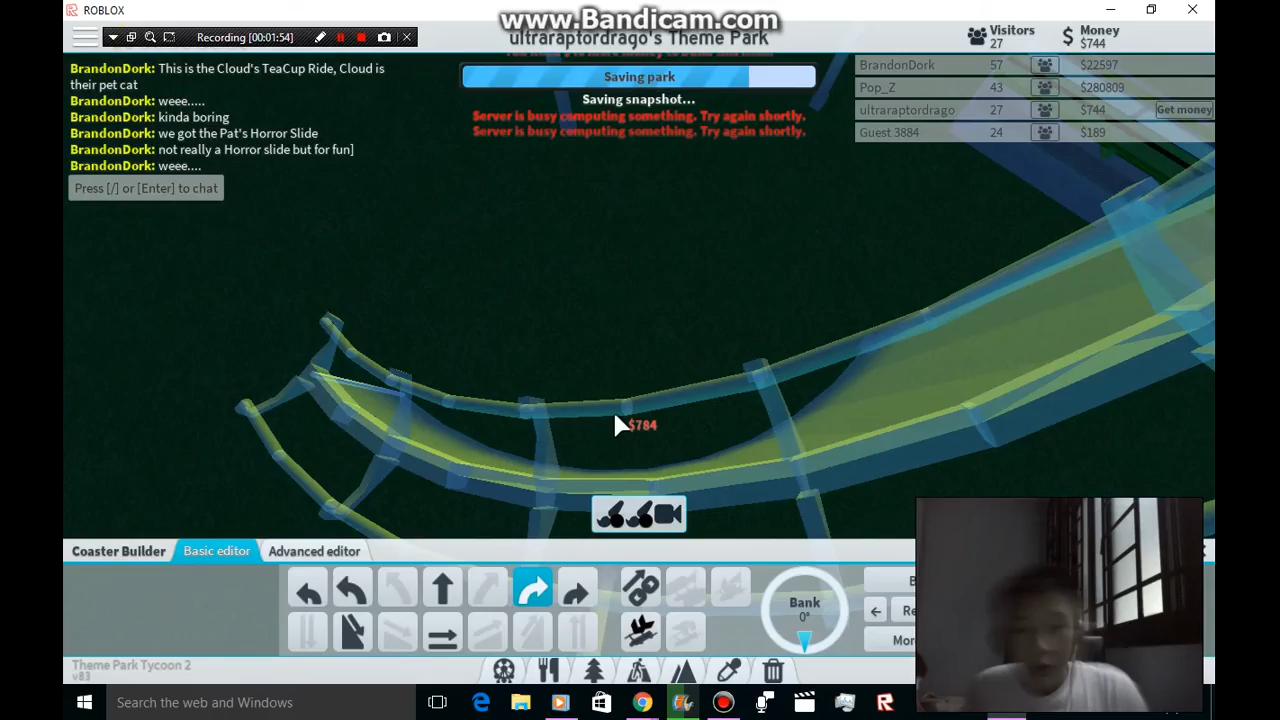 ROBLOX
www.Bandicam.com
Recording [00:01:54]
ultraraptordrago's Theme Park
Visitors
27
Money
$744
Saving park
Saving snapshot...
Server is busy computing something. Try again shortly.
Server is busy computing something. Try again shortly.
BrandonDork: This is the Cloud's TeaCup Ride, Cloud is
their pet cat
BrandonDork: weee.....
BrandonDork: kinda boring
BrandonDork: we got the Pat's Horror Slide
BrandonDork: not really a Horror slide but for fun]
BrandonDork: weee....
Press [/] or [Enter] to chat
BrandonDork 57 $22597
Pop_Z 43 $280809
ultraraptordrago 27 $744 Get money
Guest 3884 24 $189
$784
Coaster Builder Basic editor Advanced editor
Bank
0°
Theme Park Tycoon 2
v83
Search the web and Windows